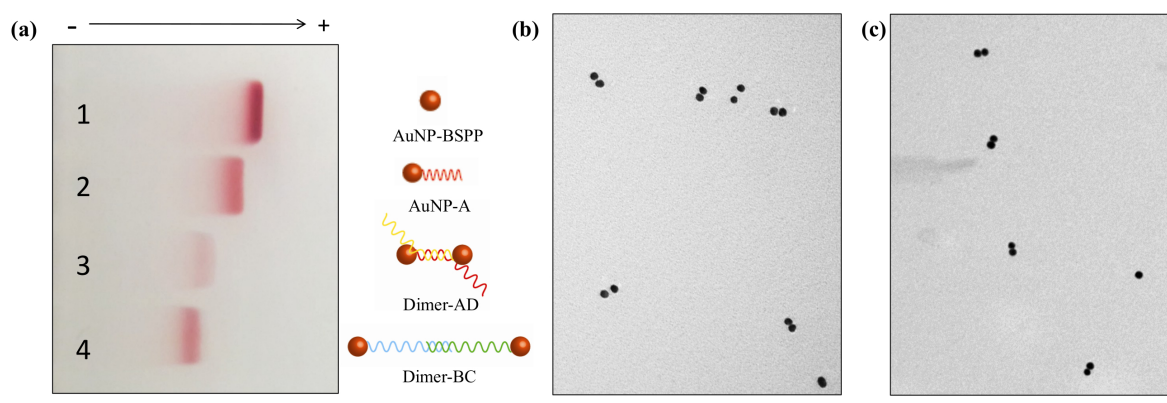 (a)
- +
1
2
3
4
AuNP-BSPP
AuNP-A
Dimer-AD
Dimer-BC
(b)
(c)